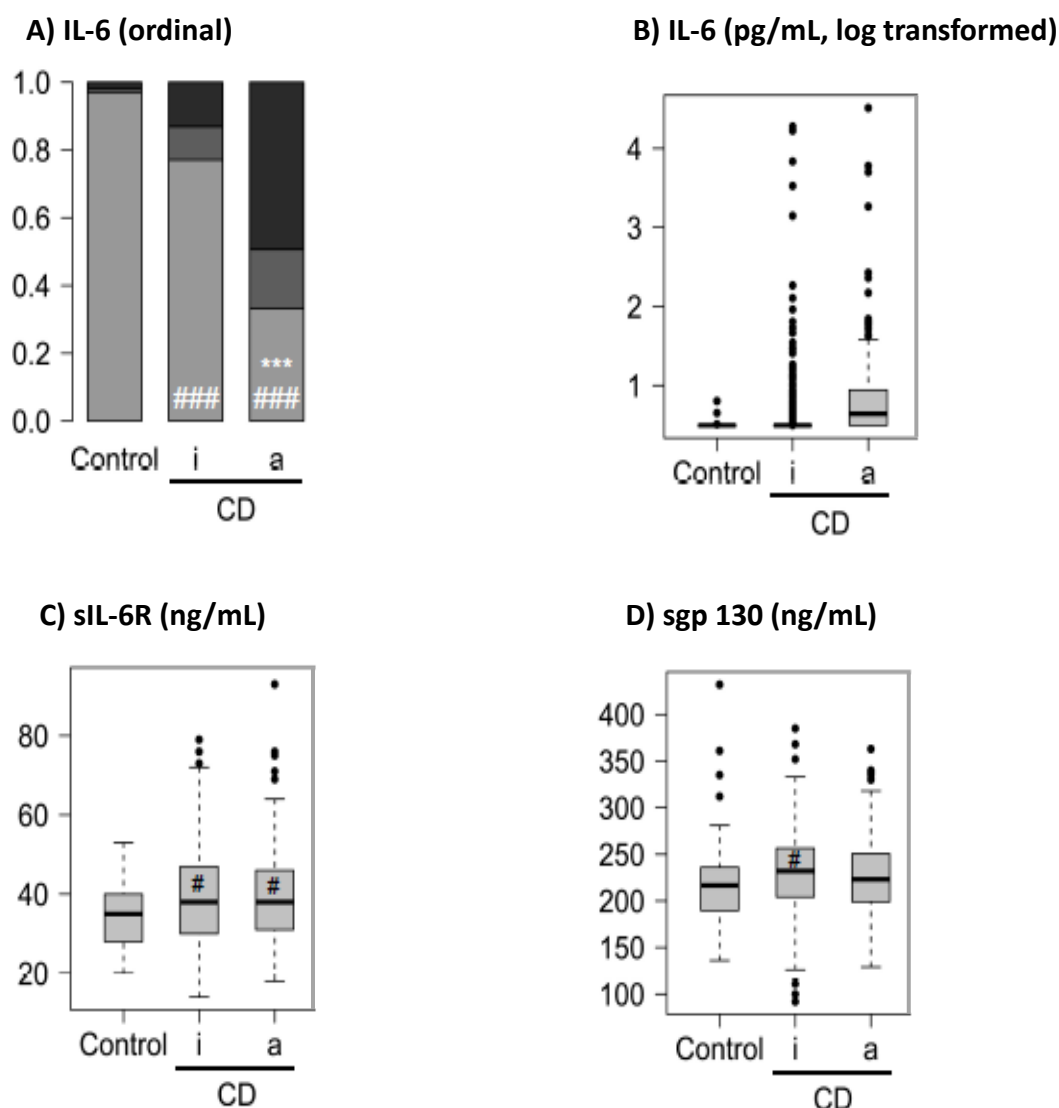 A) IL-6 (ordinal)
1.0
0.8
0.6
0.4
0.2
0.0
***
### ###
Control i a
CD
B) IL-6 (pg/mL, log transformed)
4
3
2
1
Control i a
CD
C) sIL-6R (ng/mL)
80
60
40
20
# #
Control i a
CD
D) sgp 130 (ng/mL)
400
350
300
250
200
150
100
#
Control i a
CD